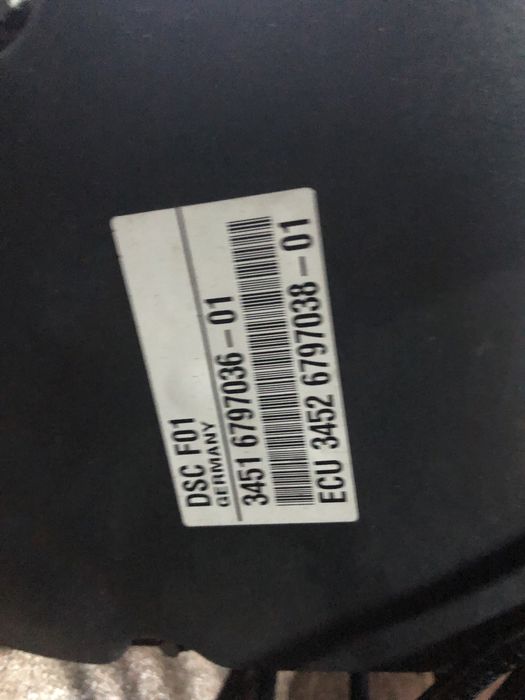 DSC F01
GERMANY
3451 6797036-01
ECU 3452 6797038-01